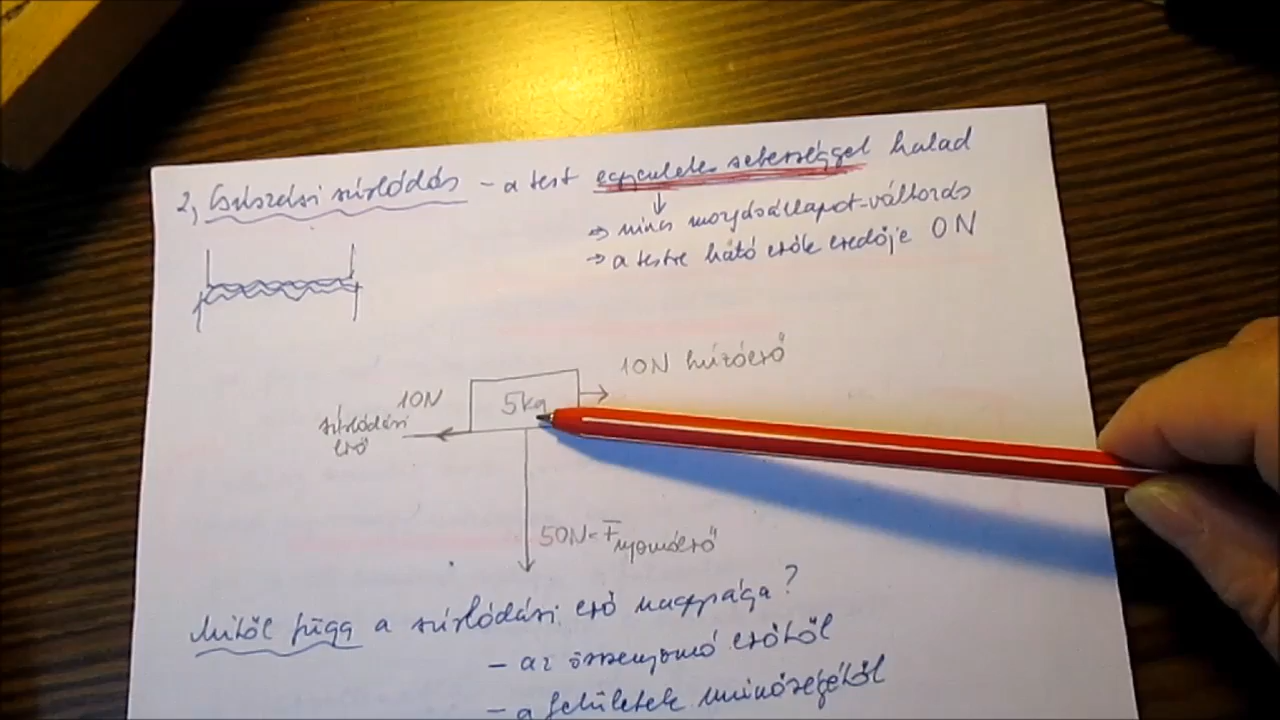 2, Csúszási súrlódás - a test egyenletes sebességgel halad
→ nincs mozgásállapot-változás
→ a testre ható erők eredője 0 N
10N húzóerő
10N
5kg
súrlódási
erő
50N = Fnyomóerő
Mitől függ a súrlódási erő nagysága?
- az összenyomó erőtől
- a felületek minőségétől